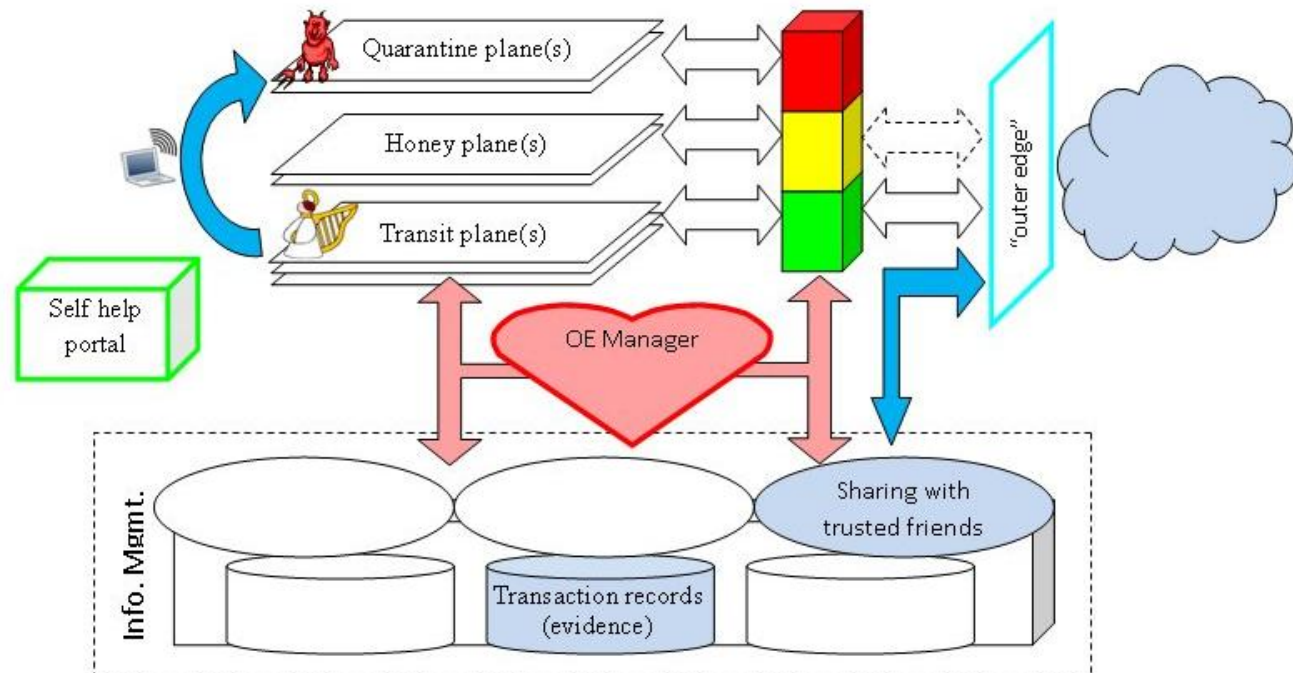 Quarantine plane(s)
Honey plane(s)
Transit plane(s)
"outer edge"
Self help
portal
OE Manager
Info. Mgmt.
Sharing with
trusted friends
Transaction records
(evidence)